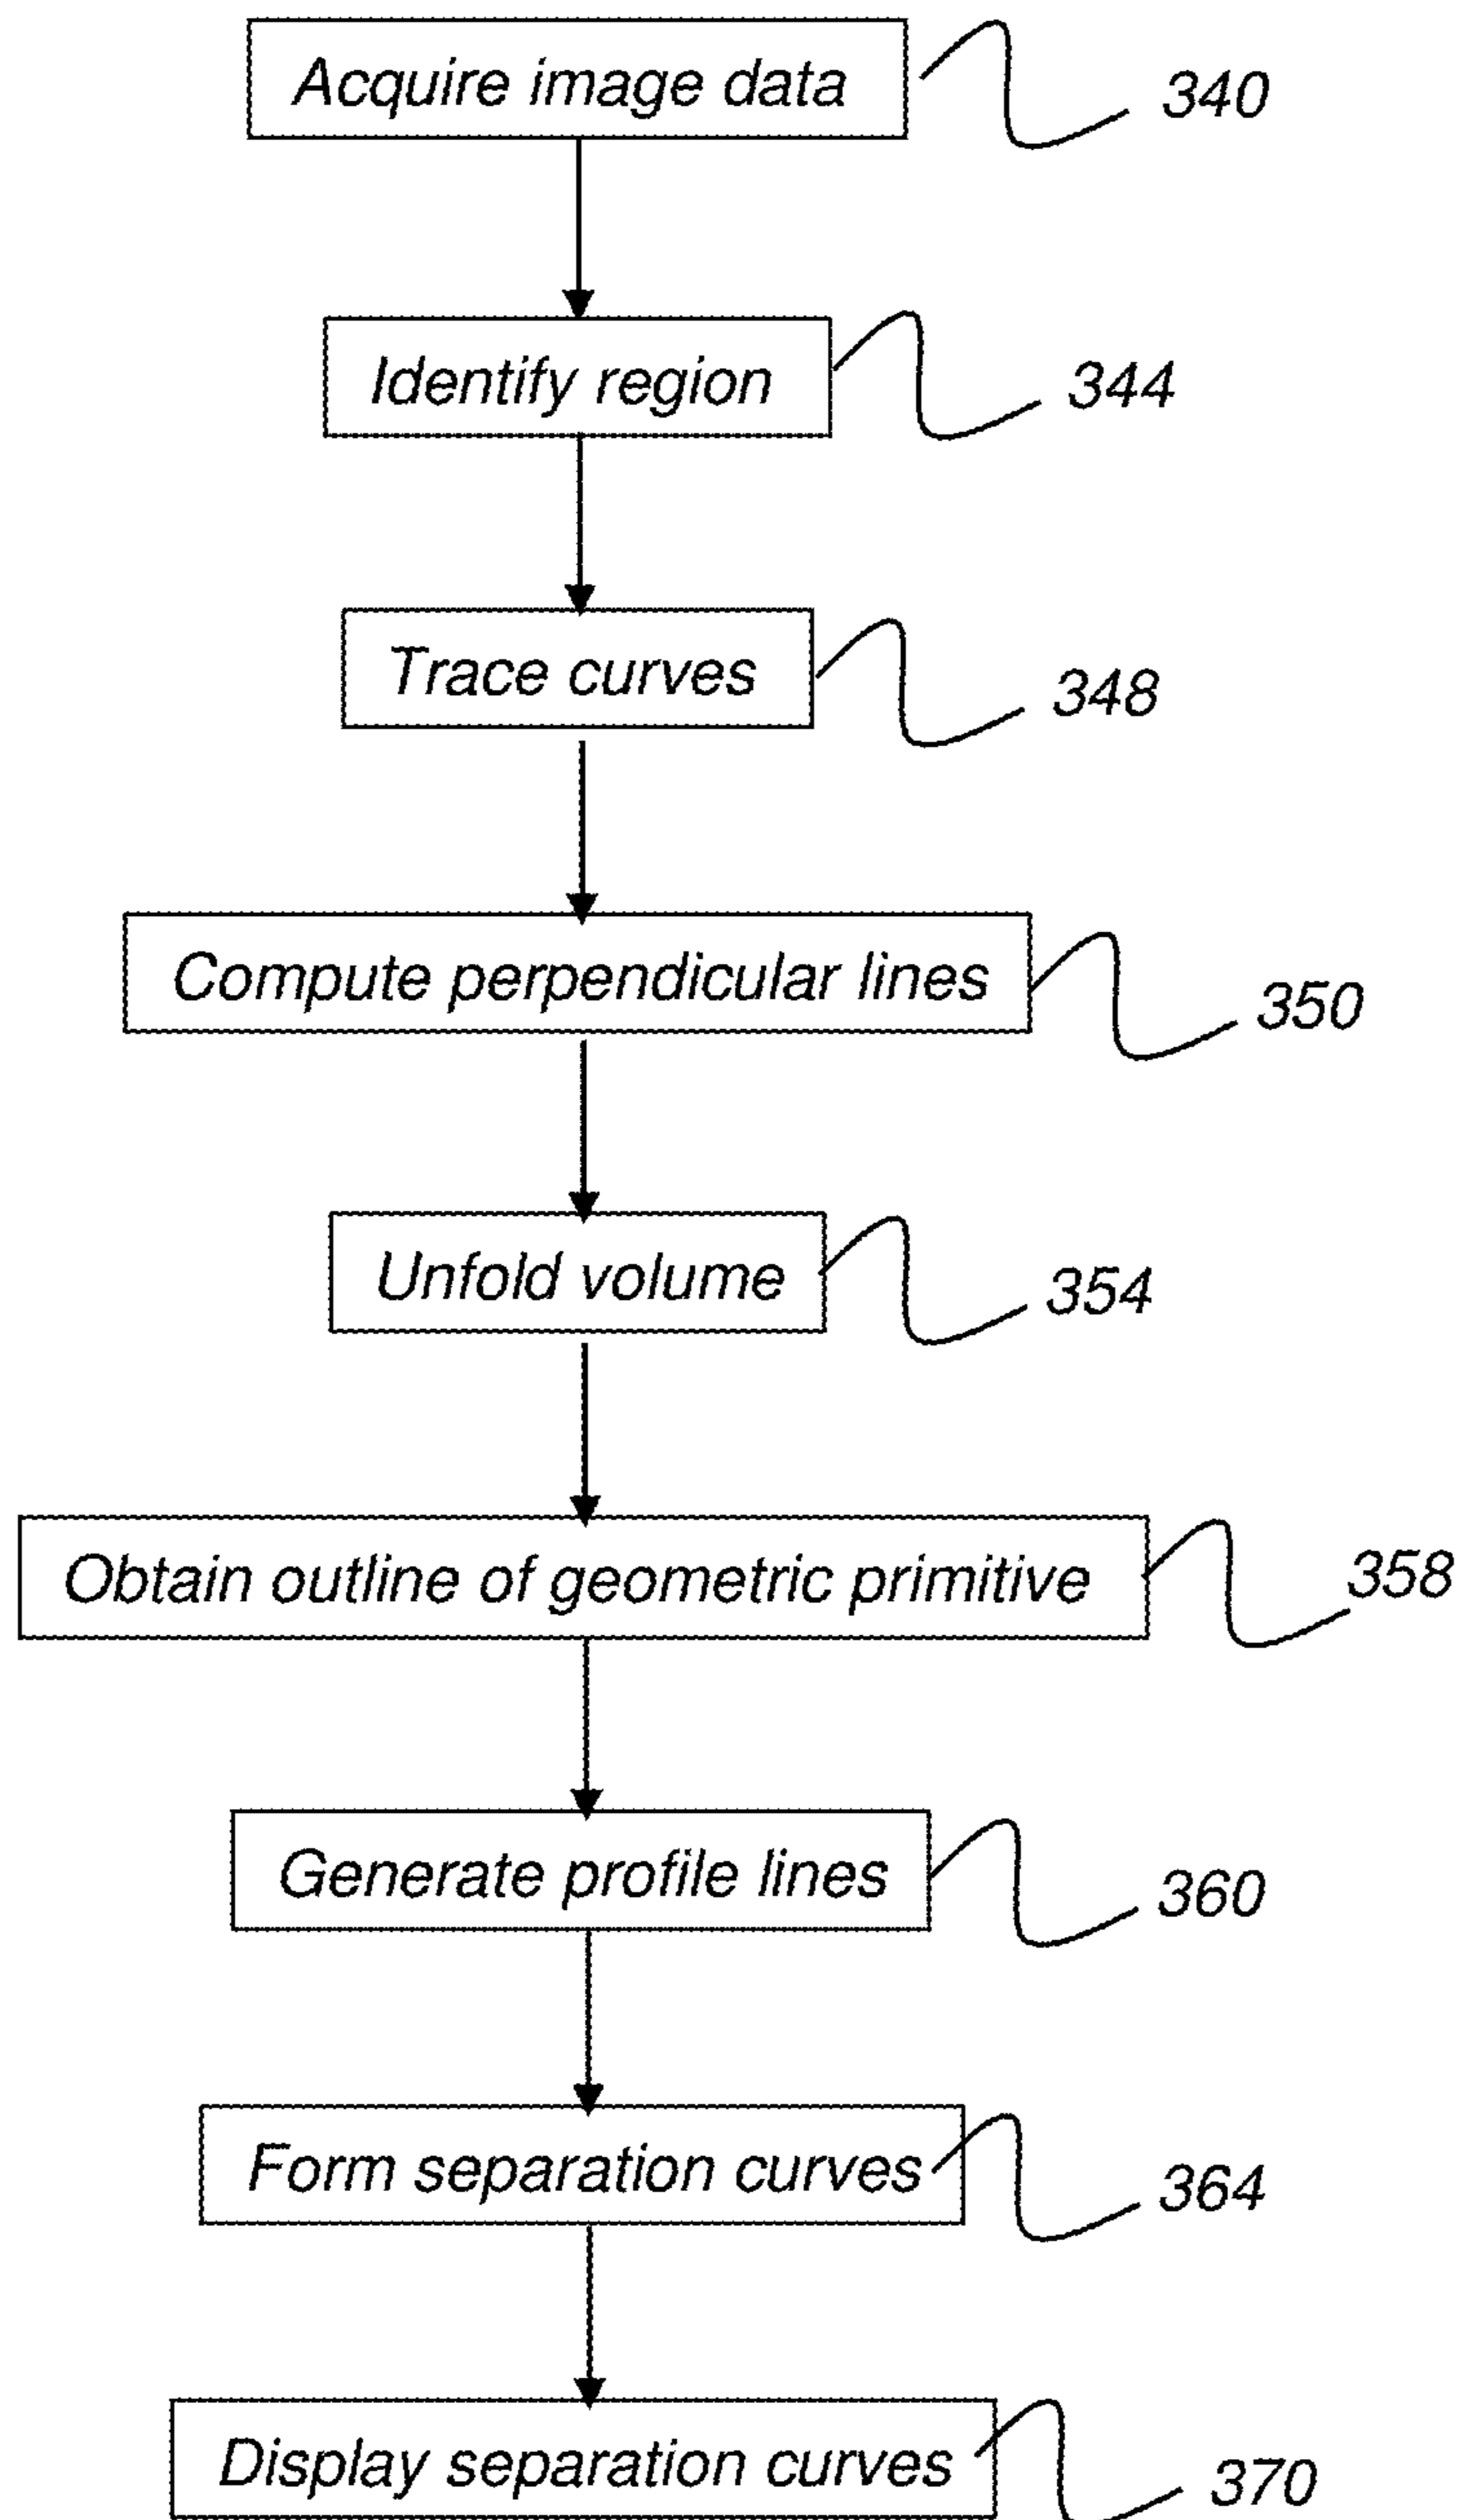 Acquire image data
340
Identify region
344
Trace curves
348
Compute perpendicular lines
350
Unfold volume
354
Obtain outline of geometric primitive
358
Generate profile lines
360
Form separation curves
364
Display separation curves
370